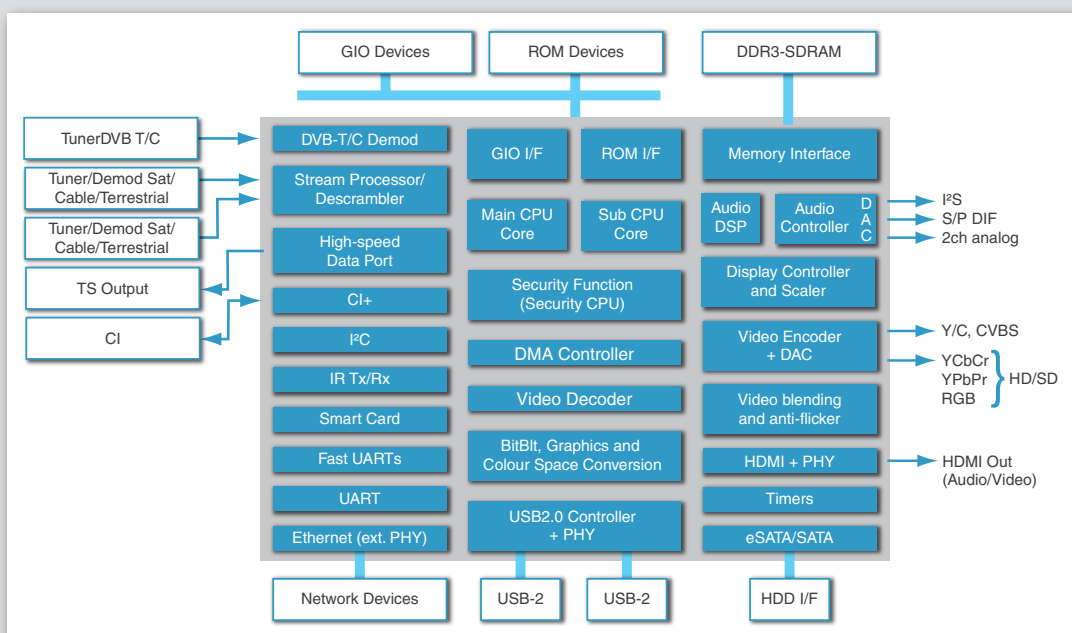 GIO Devices
ROM Devices
DDR3-SDRAM
TunerDVB T/C
Tuner/Demod Sat/
Cable/Terrestrial
Tuner/Demod Sat/
Cable/Terrestrial
TS Output
CI
DVB-T/C Demod
Stream Processor/
Descrambler
High-speed
Data Port
CI+
I²C
IR Tx/Rx
Smart Card
Fast UARTs
UART
Ethernet (ext. PHY)
GIO I/F
ROM I/F
Main CPU
Core
Sub CPU
Core
Security Function
(Security CPU)
DMA Controller
Video Decoder
BitBlt, Graphics and
Colour Space Conversion
USB2.0 Controller
+ PHY
Memory Interface
Audio
DSP
Audio
Controller
D
A
C
Display Controller
and Scaler
Video Encoder
+ DAC
Video blending
and anti-flicker
HDMI + PHY
Timers
eSATA/SATA
I²S
S/P DIF
2ch analog
Y/C, CVBS
YCbCr
YPbPr
RGB
HD/SD
HDMI Out
(Audio/Video)
Network Devices
USB-2
USB-2
HDD I/F